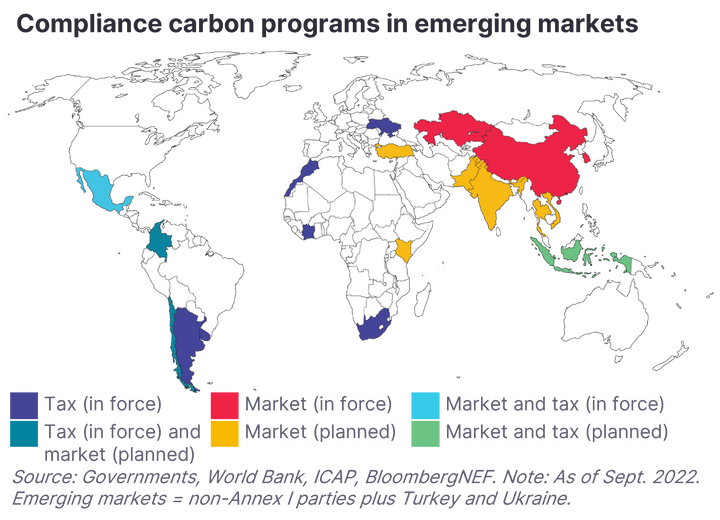 Compliance carbon programs in emerging markets
Tax (in force)
Market (in force)
Market and tax (in force)
Tax (in force) and
market (planned)
Market (planned)
Market and tax (planned)
Source: Governments, World Bank, ICAP, BloombergNEF. Note: As of Sept. 2022.
Emerging markets = non-Annex I parties plus Turkey and Ukraine.